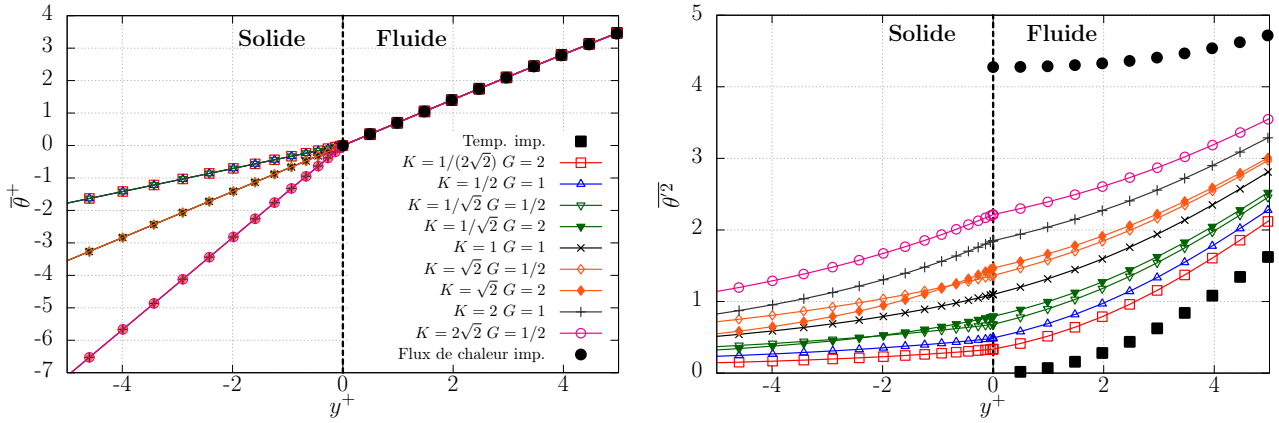 4
3
2
1
0
-1
-2
-3
-4
-5
-6
-7
θ̅⁺
Solide
Fluide
Temp. imp.
K = 1/(2√2) G = 2
K = 1/2 G = 1
K = 1/√2 G = 1/2
K = 1/√2 G = 2
K = 1 G = 1
K = √2 G = 1/2
K = √2 G = 2
K = 2 G = 1
K = 2√2 G = 1/2
Flux de chaleur imp.
-4 -2 0 2 4
y⁺
5
4
3
2
1
0
θ′²
Solide
Fluide
-4 -2 0 2 4
y⁺